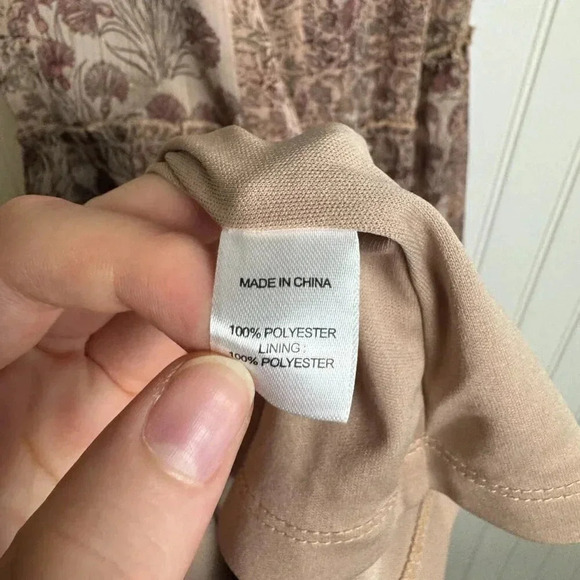 MADE IN CHINA
100% POLYESTER
LINING :
100% POLYESTER